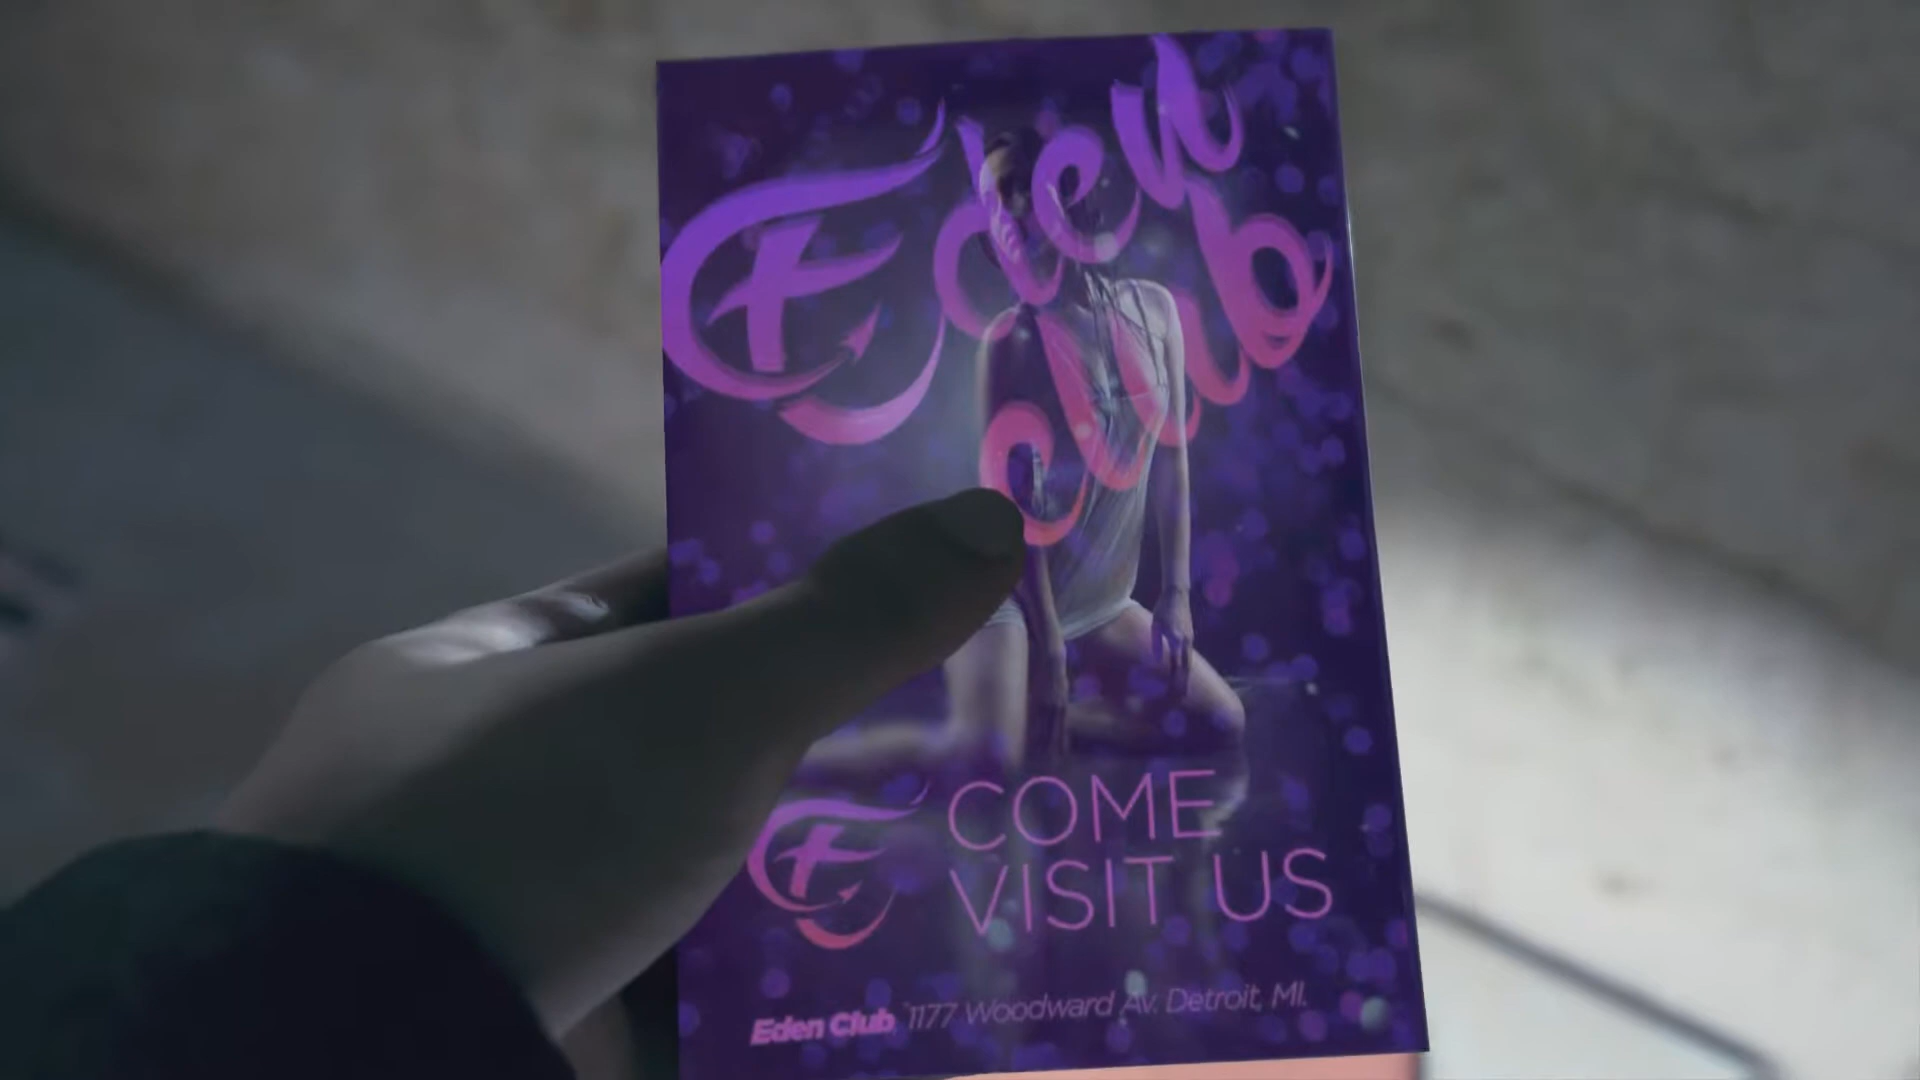 Eden
club
COME
VISIT US
Eden Club 1177 Woodward Av. Detroit, MI.